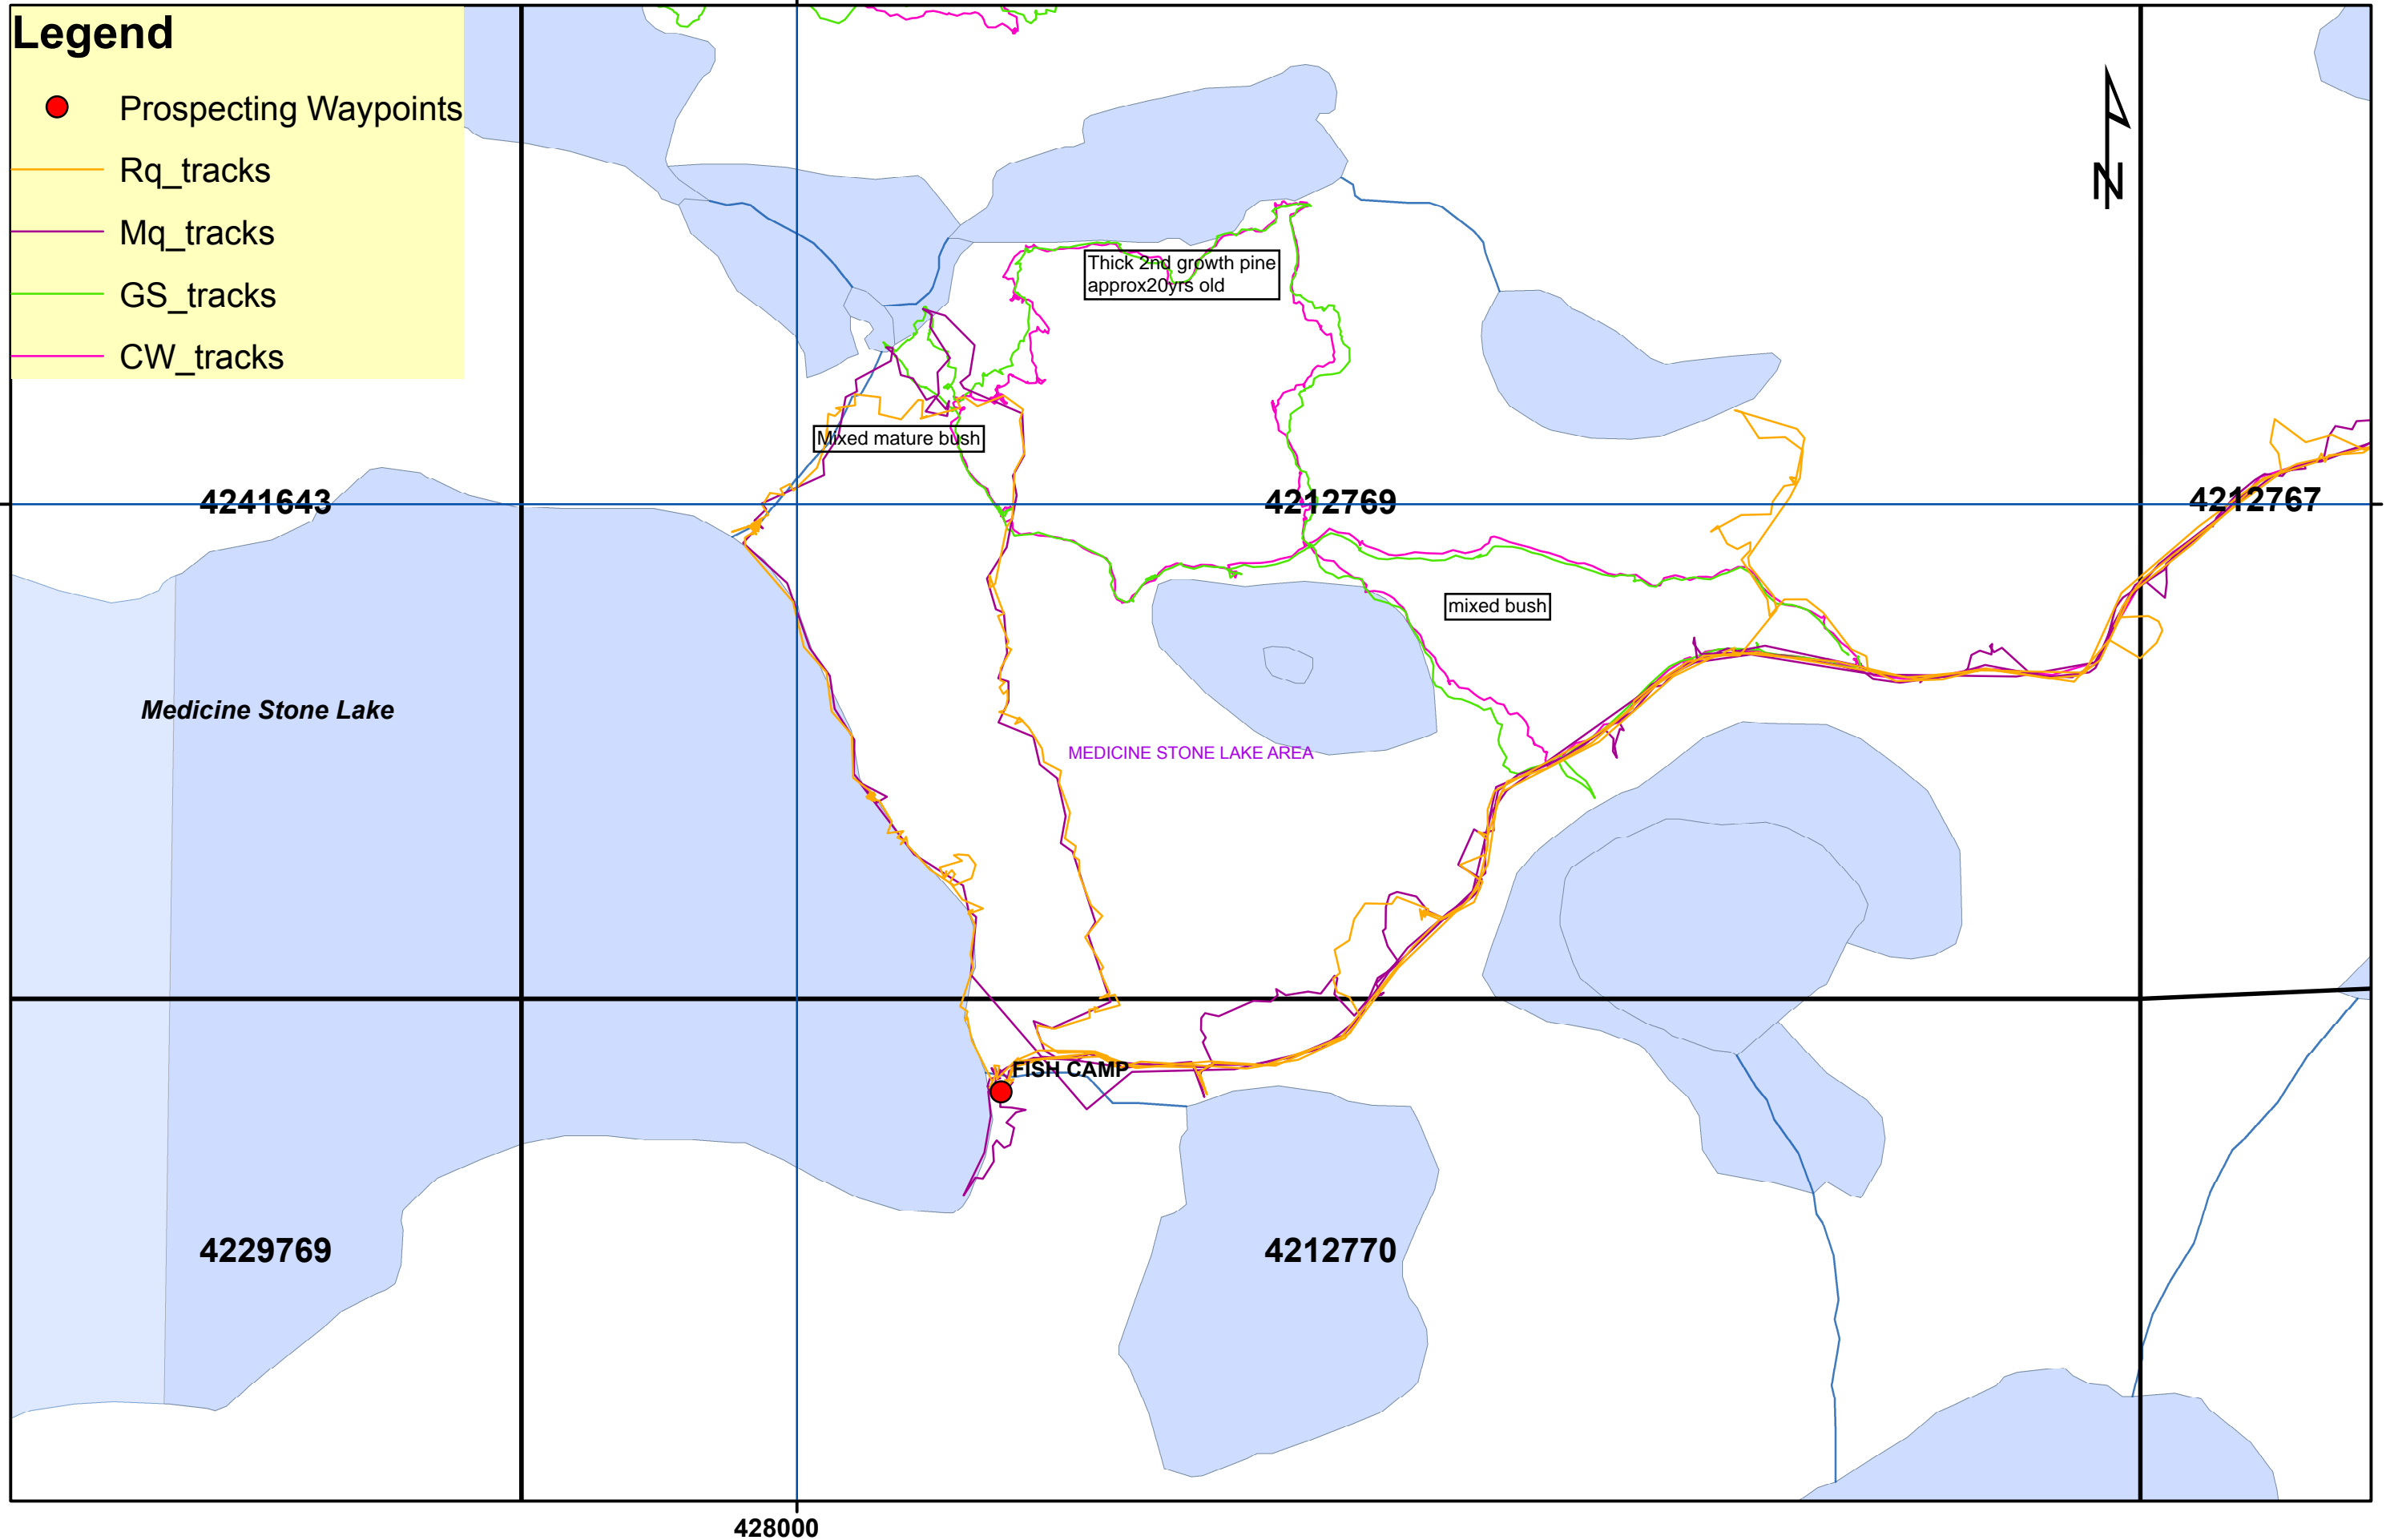 Legend
Prospecting Waypoints
Rq_tracks
Mq_tracks
GS_tracks
CW_tracks
N
Thick 2nd growth pine
approx20yrs old
Mixed mature bush
4241643
4212769
4212767
mixed bush
Medicine Stone Lake
MEDICINE STONE LAKE AREA
FISH CAMP
4229769
4212770
428000